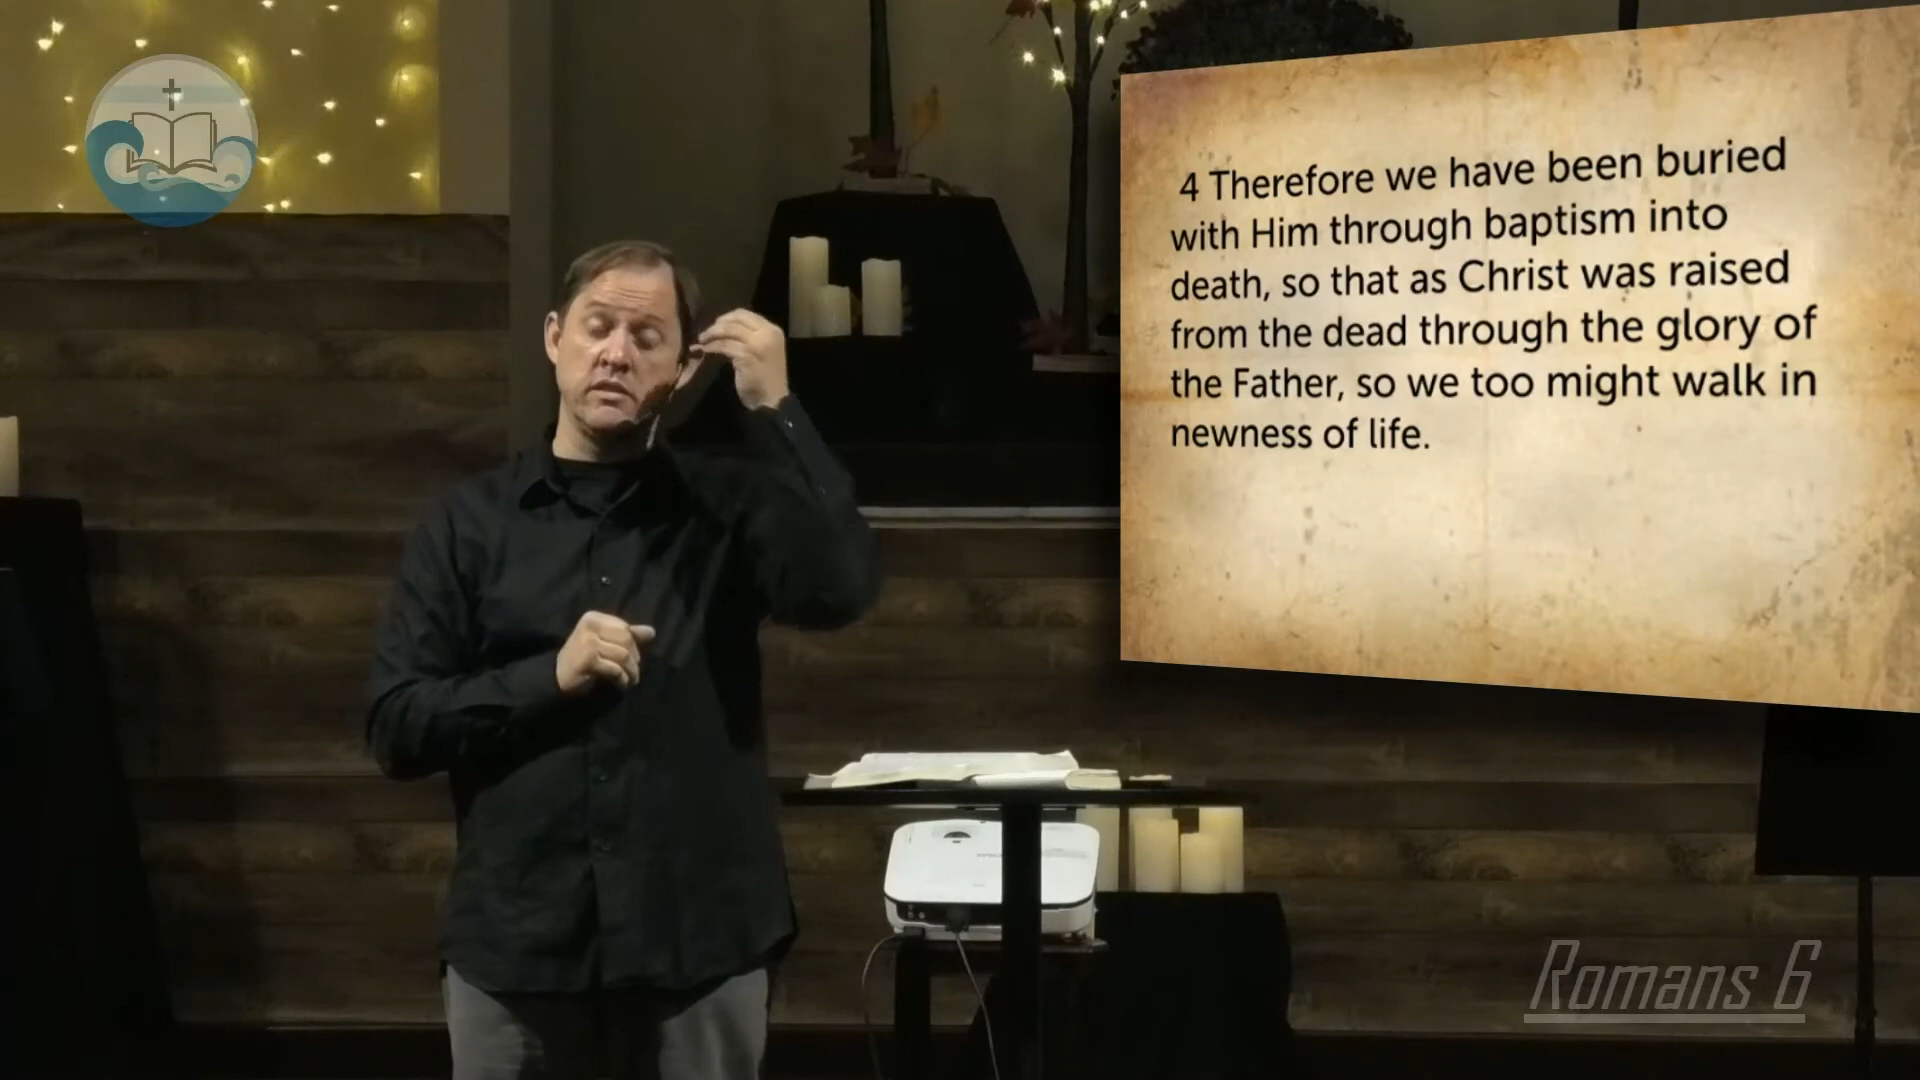 4 Therefore we have been buried
with Him through baptism into
death, so that as Christ was raised
from the dead through the glory of
the Father, so we too might walk in
newness of life.
Romans 6